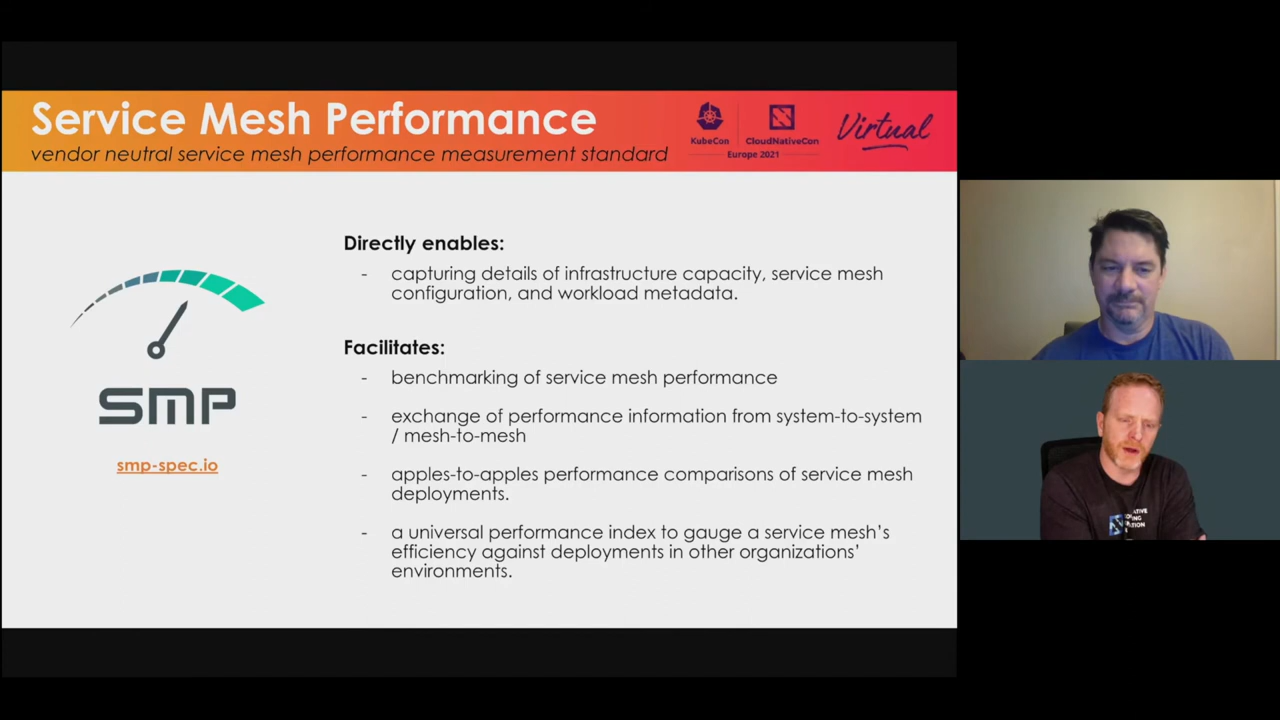 Service Mesh Performance
vendor neutral service mesh performance measurement standard
KubeCon
CloudNativeCon
Europe 2021
Virtual
SMP
smp-spec.io
Directly enables:
- capturing details of infrastructure capacity, service mesh
configuration, and workload metadata.
Facilitates:
- benchmarking of service mesh performance
- exchange of performance information from system-to-system
/ mesh-to-mesh
- apples-to-apples performance comparisons of service mesh
deployments.
- a universal performance index to gauge a service mesh's
efficiency against deployments in other organizations'
environments.